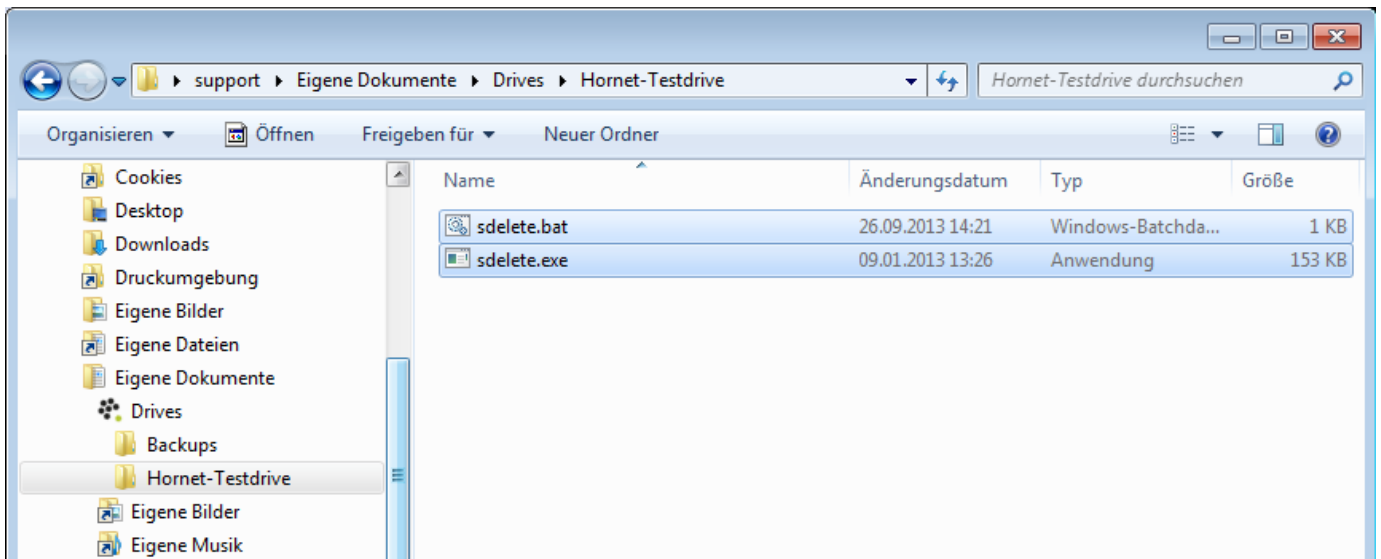 support Eigene Dokumente Drives Hornet-Testdrive Hornet-Testdrive durchsuchen
Organisieren Öffnen Freigeben für Neuer Ordner
Cookies
Desktop
Downloads
Druckumgebung
Eigene Bilder
Eigene Dateien
Eigene Dokumente
Drives
Backups
Hornet-Testdrive
Eigene Bilder
Eigene Musik
Name Änderungsdatum Typ Größe
sdelete.bat 26.09.2013 14:21 Windows-Batchda... 1 KB
sdelete.exe 09.01.2013 13:26 Anwendung 153 KB